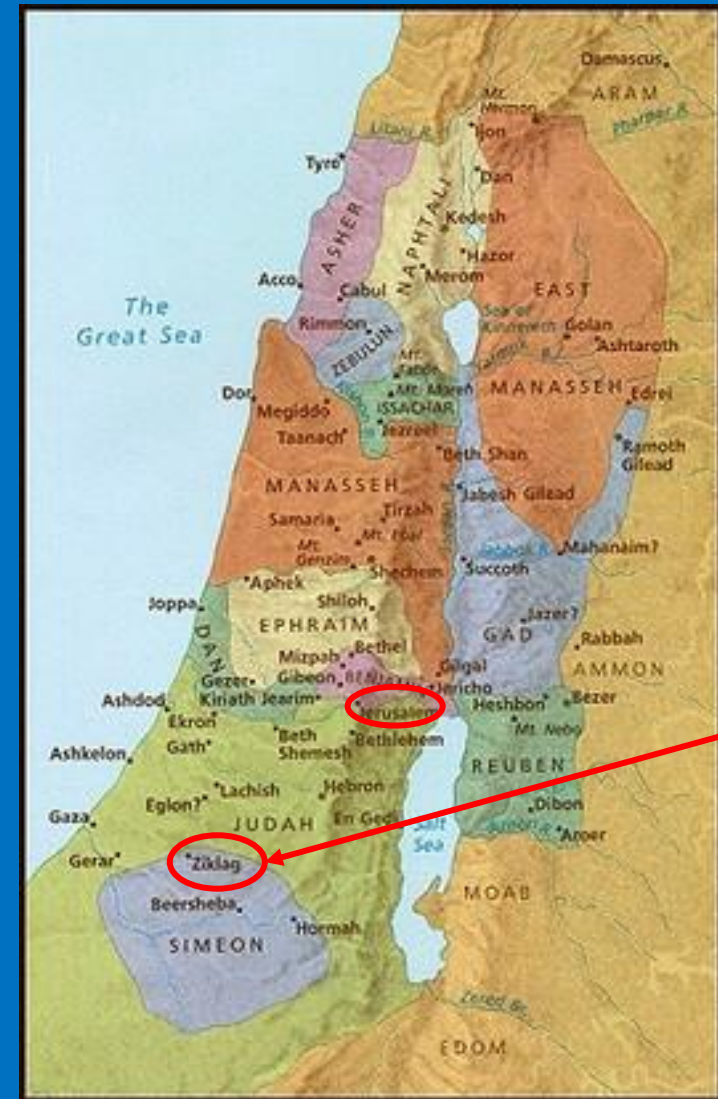 Damascus
ARAM
Mt.
Hermon
Pharpar R.
Litani R.
Ijon
Tyre
Dan
NAPHTALI
ASHER
Kedesh
Hazor
Merom
Acco
Cabul
EAST
The
Great Sea
Rimmon
Sea of
Kinnereth
Golan
Ashtaroth
ZEBULUN
Mt.
Tabor
Yarmuk R.
Mt. Moreh
MANASSEH
Edrei
Dor
Megiddo
ISSACHAR
Taanach
Jezreel
Ramoth
Gilead
Beth Shan
MANASSEH
Jabesh Gilead
Tirzah
Samaria
Mt. Ebal
Mt.
Gerizim
Shechem
Jabbok R.
Mahanaim?
Succoth
Aphek
Joppa
Shiloh
Jazer?
EPHRAIM
GAD
DAN
Bethel
Rabbah
Mizpah
AMMON
Gibeon
Gilgal
Gezer
Jericho
Kiriath Jearim
Heshbon
Bezer
Ashdod
Jerusalem
Ekron
Mt. Nebo
Gath
Beth
Shemesh
Bethlehem
Ashkelon
REUBEN
Lachish
Hebron
Eglon?
Dibon
Gaza
JUDAH
En Gedi
Salt
Sea
Arnon R.
Aroer
Gerar
Ziklag
MOAB
Beersheba
Hormah
SIMEON
Zered Br.
EDOM